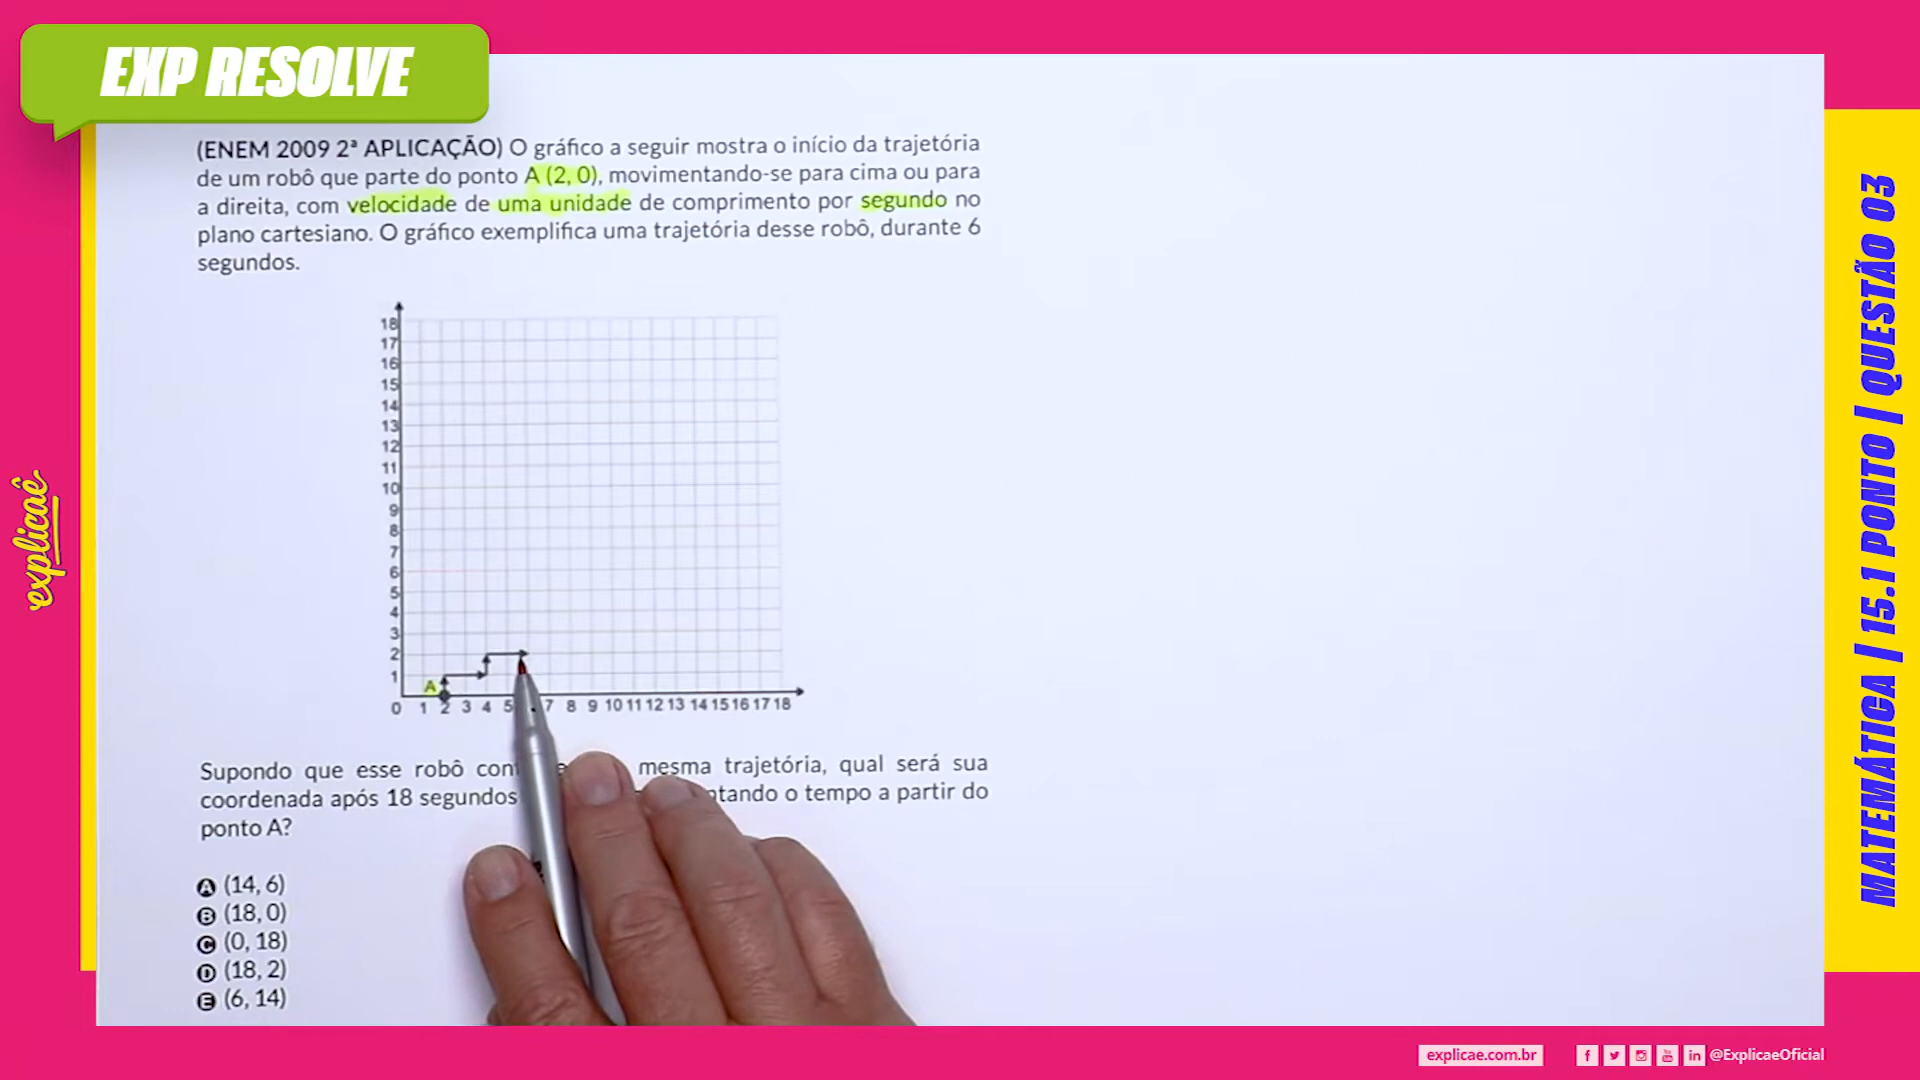 EXP RESOLVE
(ENEM 2009 2ª APLICAÇÃO) O gráfico a seguir mostra o início da trajetória
de um robô que parte do ponto A (2, 0), movimentando-se para cima ou para
a direita, com velocidade de uma unidade de comprimento por segundo no
plano cartesiano. O gráfico exemplifica uma trajetória desse robô, durante 6
segundos.
18
17
16
15
14
13
12
11
10
9
8
7
6
5
4
3
2
1
A
0 1 2 3 4 5 7 8 9 10 11 12 13 14 15 16 17 18
Supondo que esse robô mesma trajetória, qual será sua
coordenada após 18 segundos o tempo a partir do
ponto A?
A (14, 6)
B (18, 0)
C (0, 18)
D (18, 2)
E (6, 14)
explicaê
MATEMÁTICA | 15.1 PONTO | QUESTÃO 03
explicae.com.br
@ExplicaeOficial